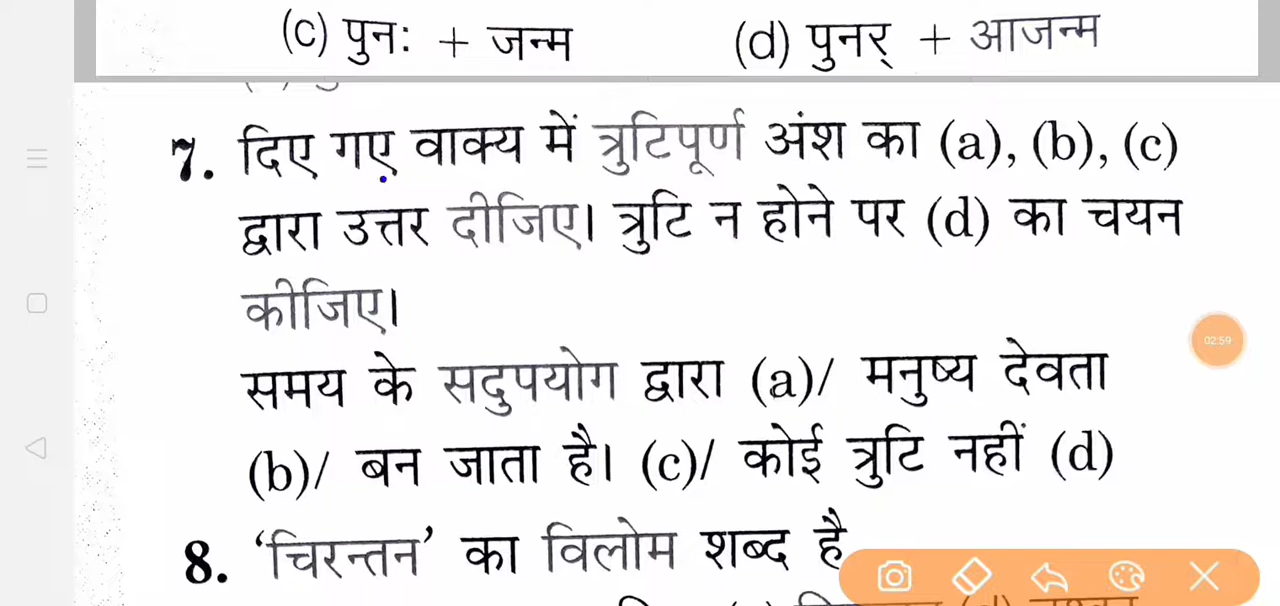 (c) पुनः + जन्म (d) पुनर् + आजन्म
7. दिए गए वाक्य में त्रुटिपूर्ण अंश का (a), (b), (c)
द्वारा उत्तर दीजिए। त्रुटि न होने पर (d) का चयन
कीजिए।
02:59
समय के सदुपयोग द्वारा (a)/ मनुष्य देवता
(b)/ बन जाता है। (c)/ कोई त्रुटि नहीं (d)
8. ‘चिरन्तन’ का विलोम शब्द है